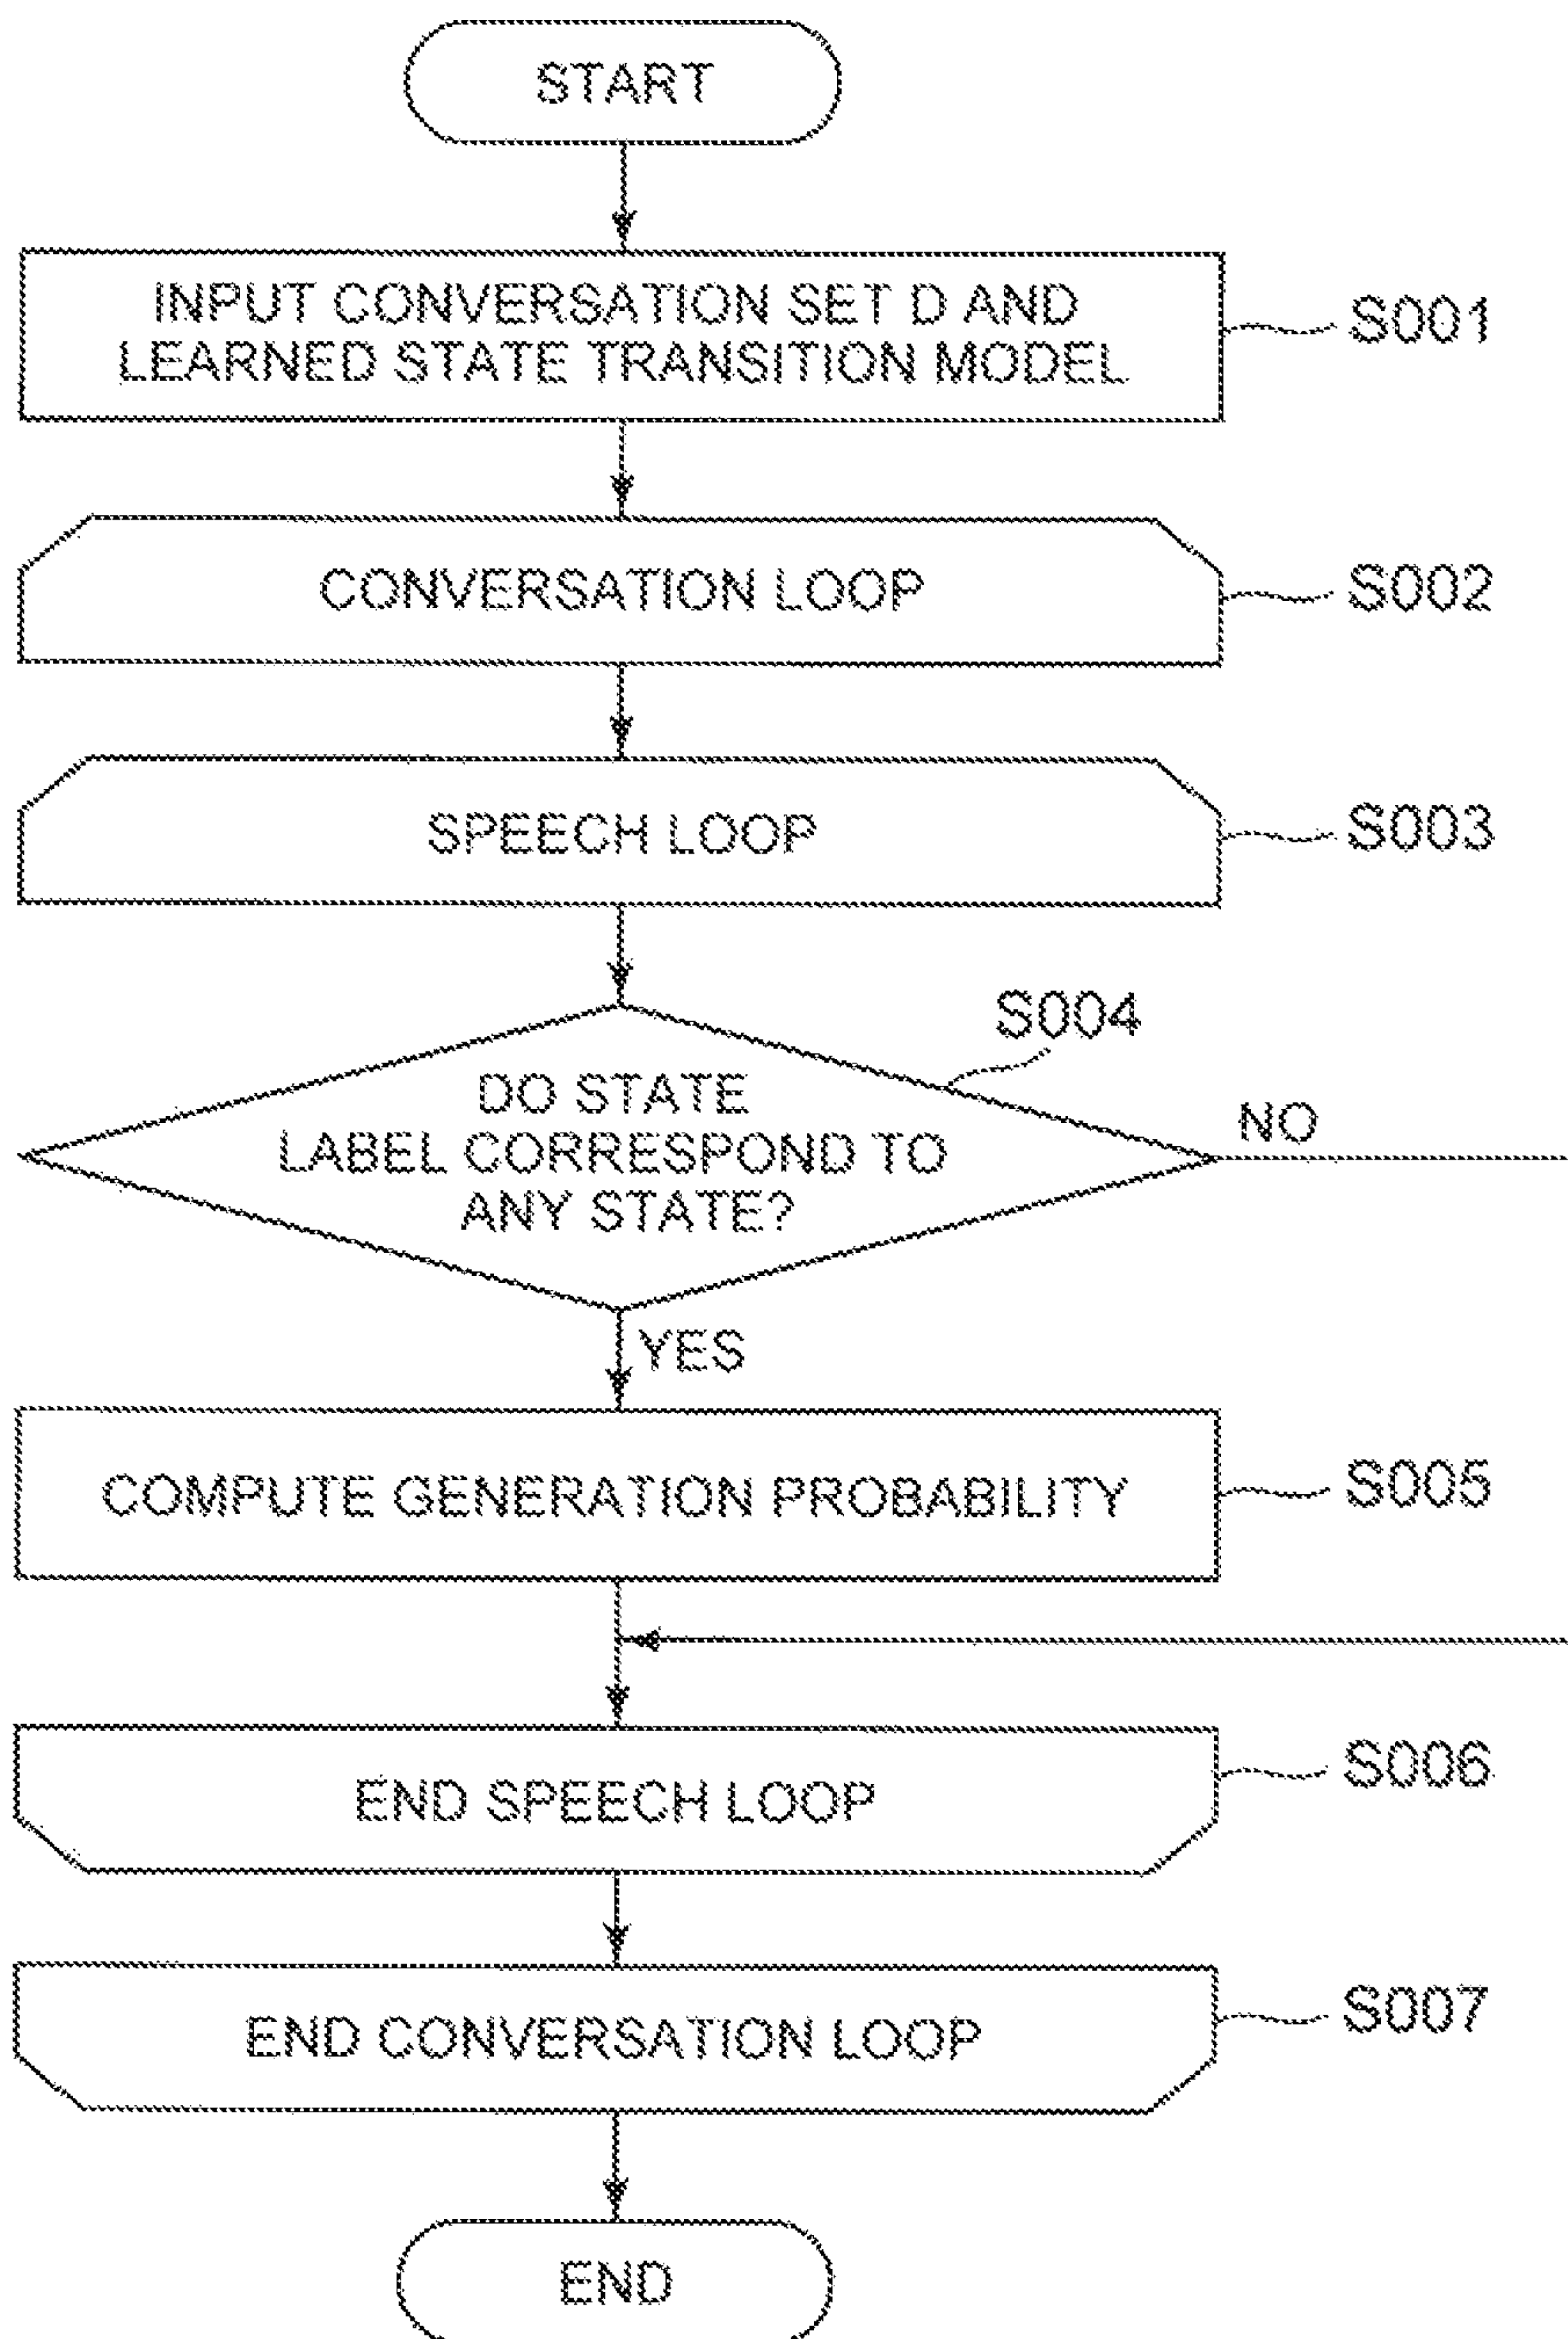 START
INPUT CONVERSATION SET D AND
LEARNED STATE TRANSITION MODEL
S001
CONVERSATION LOOP
S002
SPEECH LOOP
S003
S004
DO STATE
LABEL CORRESPOND TO
ANY STATE?
NO
YES
COMPUTE GENERATION PROBABILITY
S005
END SPEECH LOOP
S006
END CONVERSATION LOOP
S007
END